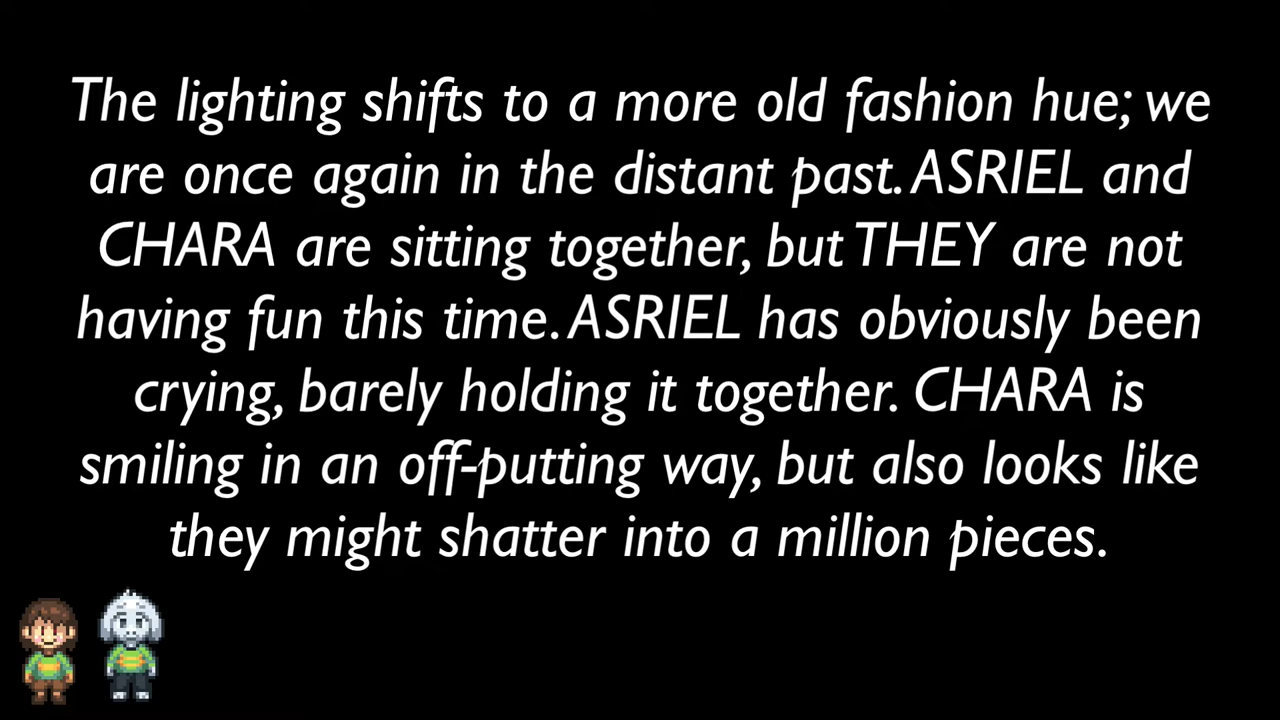 The lighting shifts to a more old fashion hue; we
are once again in the distant past. ASRIEL and
CHARA are sitting together, but THEY are not
having fun this time. ASRIEL has obviously been
crying, barely holding it together. CHARA is
smiling in an off-putting way, but also looks like
they might shatter into a million pieces.